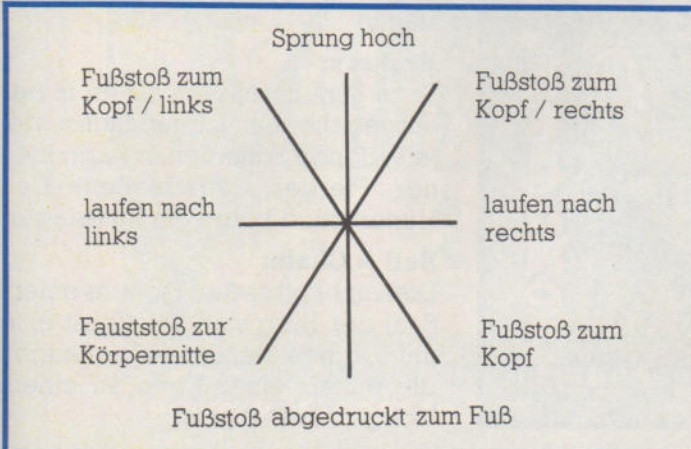 Sprung hoch
Fußstoß zum
Kopf / links
Fußstoß zum
Kopf / rechts
laufen nach
links
laufen nach
rechts
Fauststoß zur
Körpermitte
Fußstoß zum
Kopf
Fußstoß abgedruckt zum Fuß